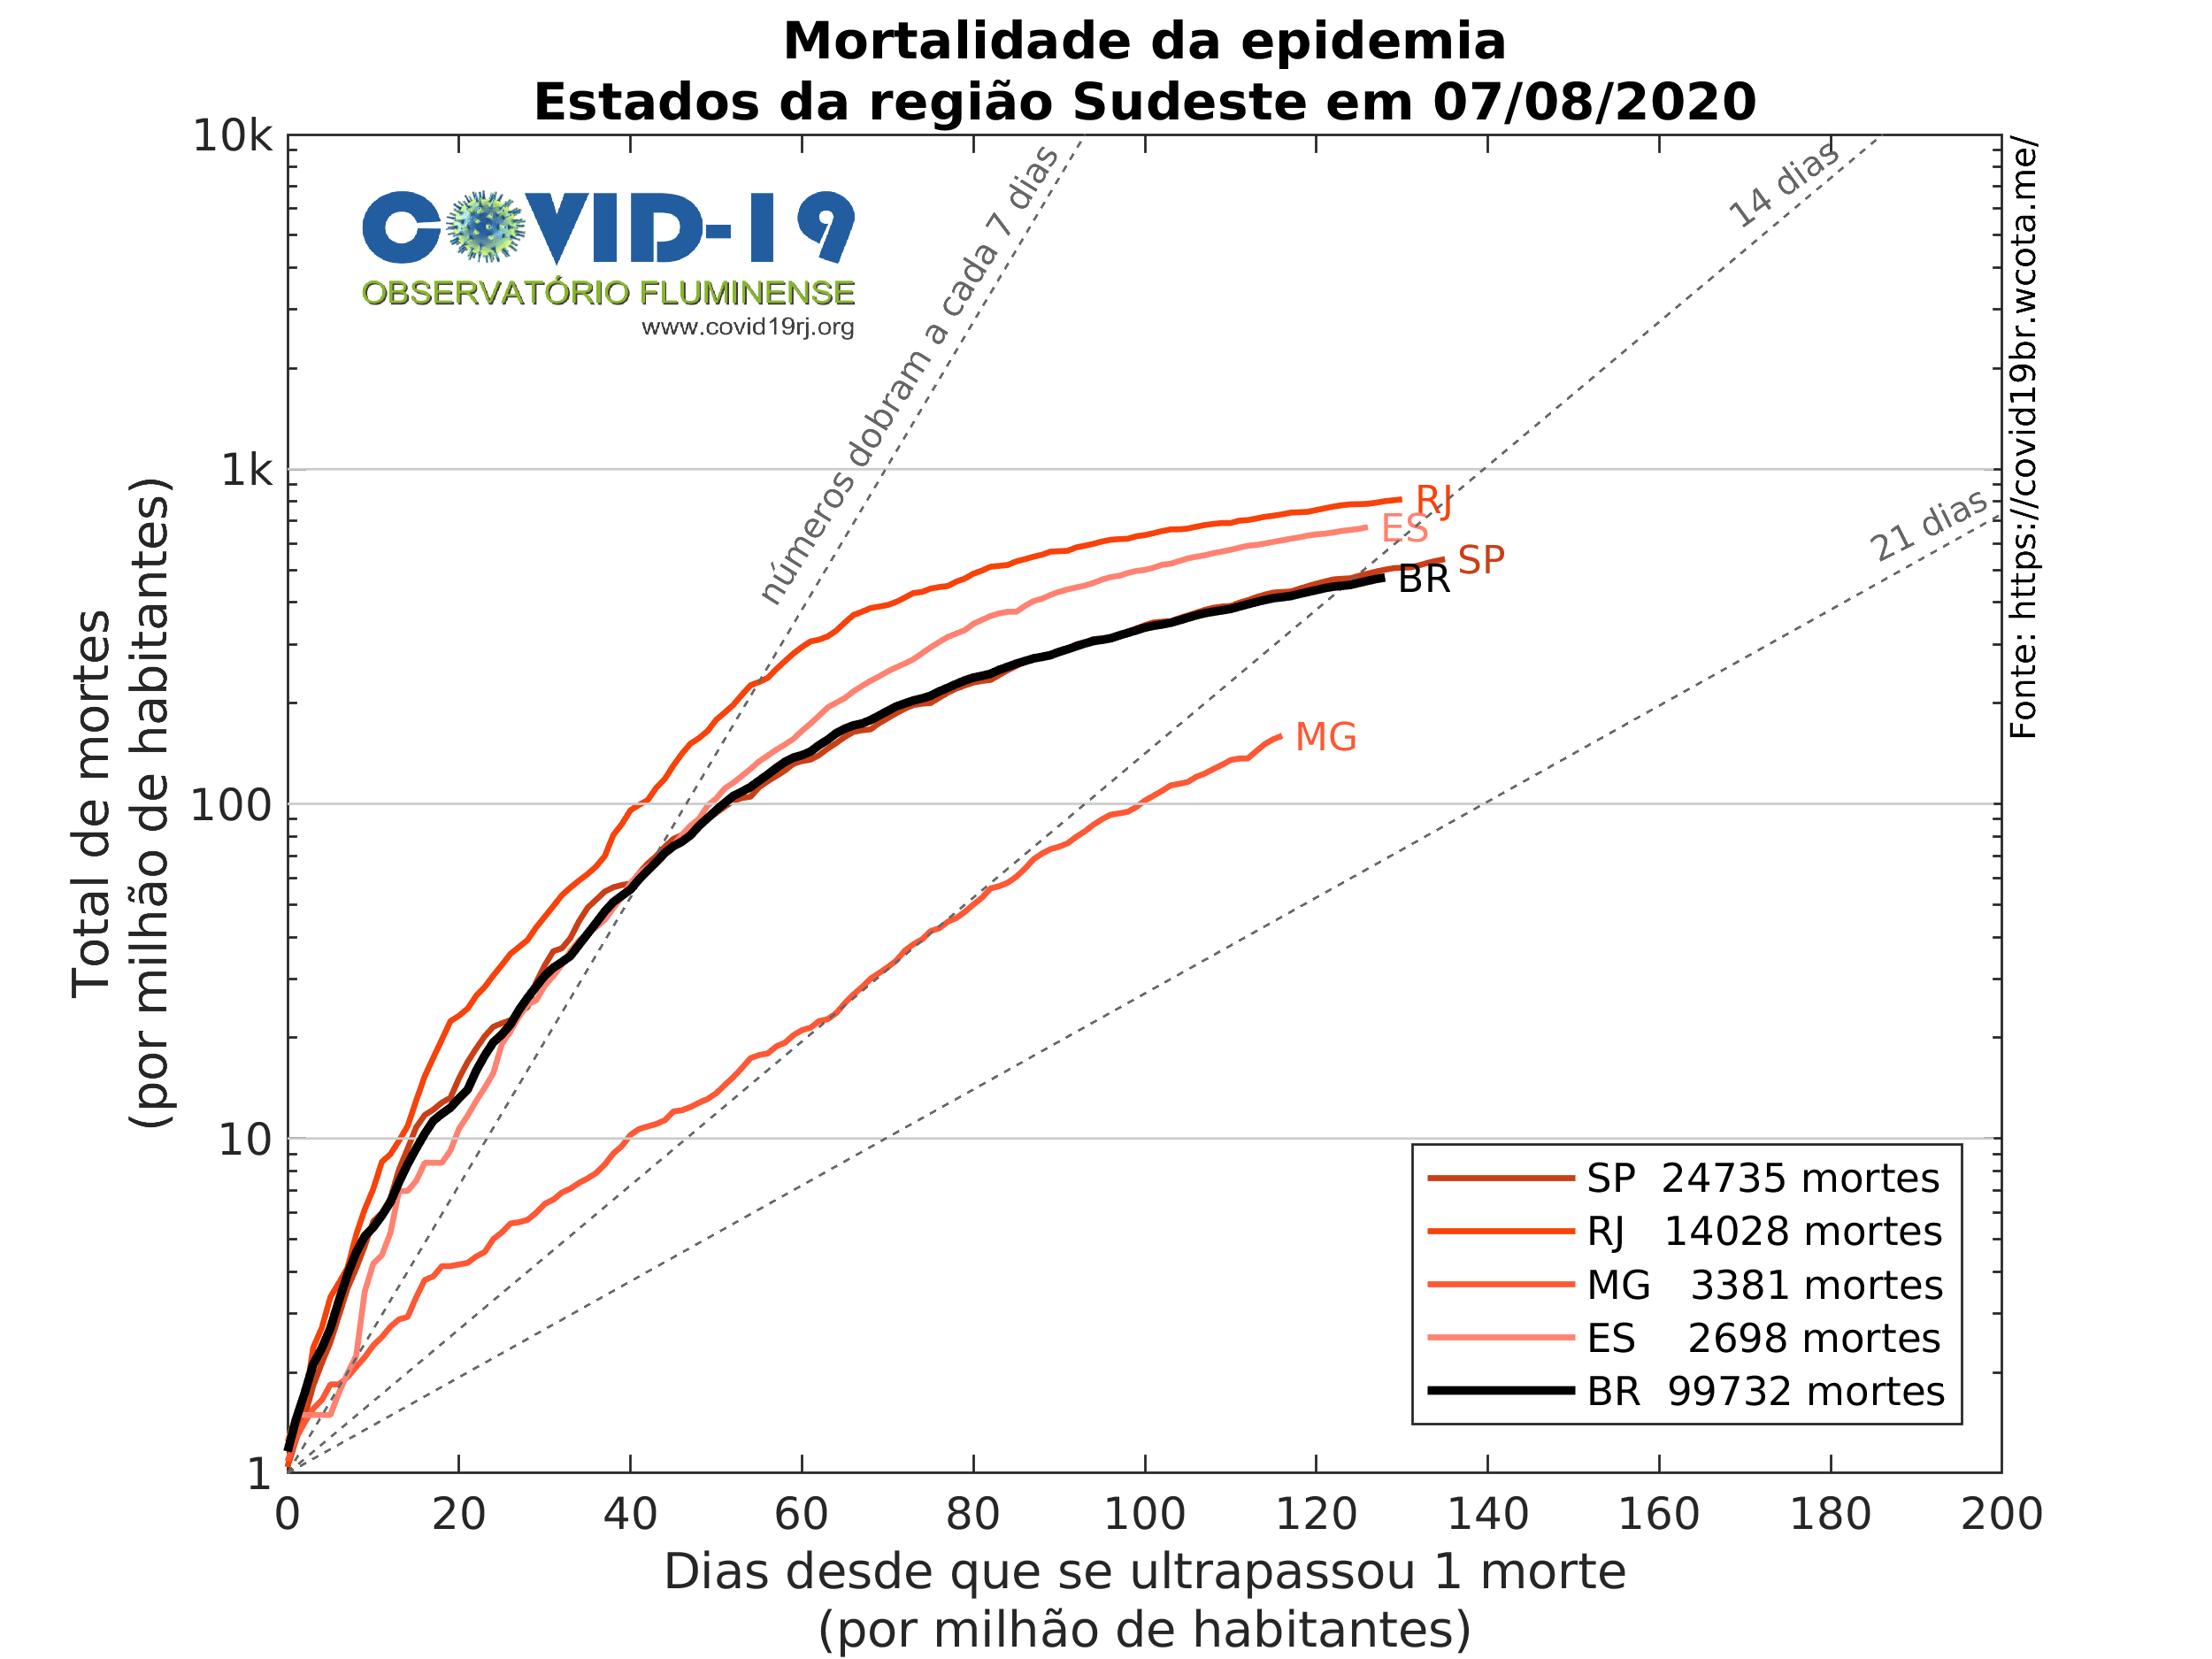 Mortalidade da epidemia
Estados da região Sudeste em 07/08/2020
COVID-19
OBSERVATÓRIO FLUMINENSE
www.covid19rj.org
números dobram a cada 7 dias
14 dias
21 dias
Fonte: https://covid19br.wcota.me/
Total de mortes
(por milhão de habitantes)
10k
1k
100
10
1
RJ
ES
SP
BR
MG
SP 24735 mortes
RJ 14028 mortes
MG 3381 mortes
ES 2698 mortes
BR 99732 mortes
0 20 40 60 80 100 120 140 160 180 200
Dias desde que se ultrapassou 1 morte
(por milhão de habitantes)